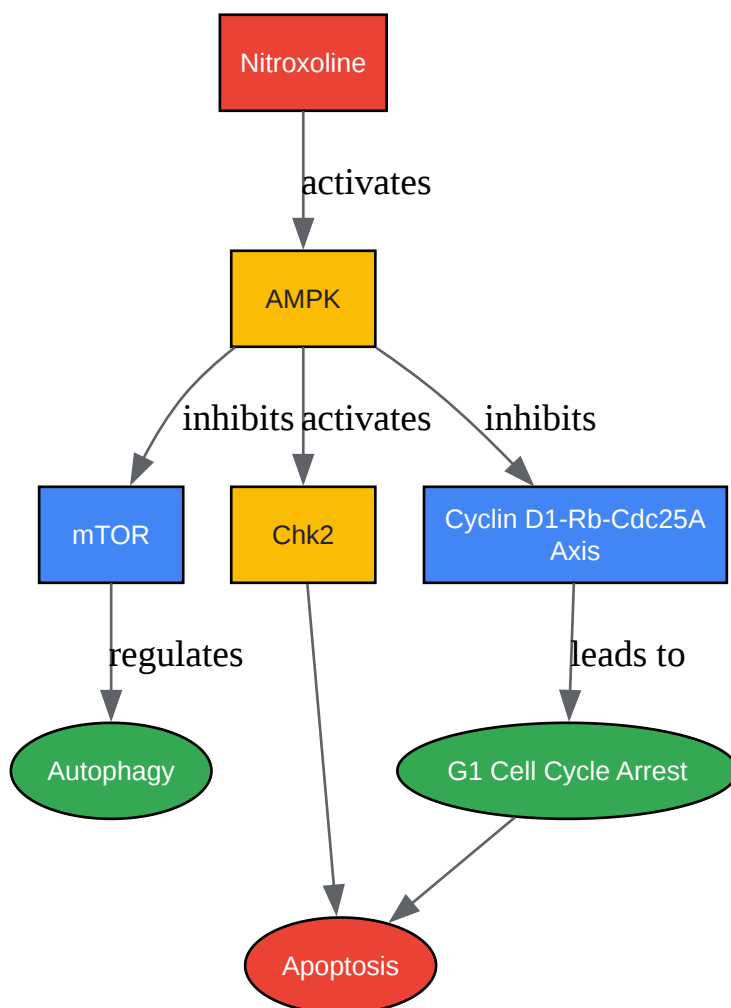 Nitroxoline
activates
AMPK
inhibits
activates
inhibits
mTOR
Chk2
Cyclin D1-Rb-Cdc25A
Axis
regulates
leads to
Autophagy
G1 Cell Cycle Arrest
Apoptosis